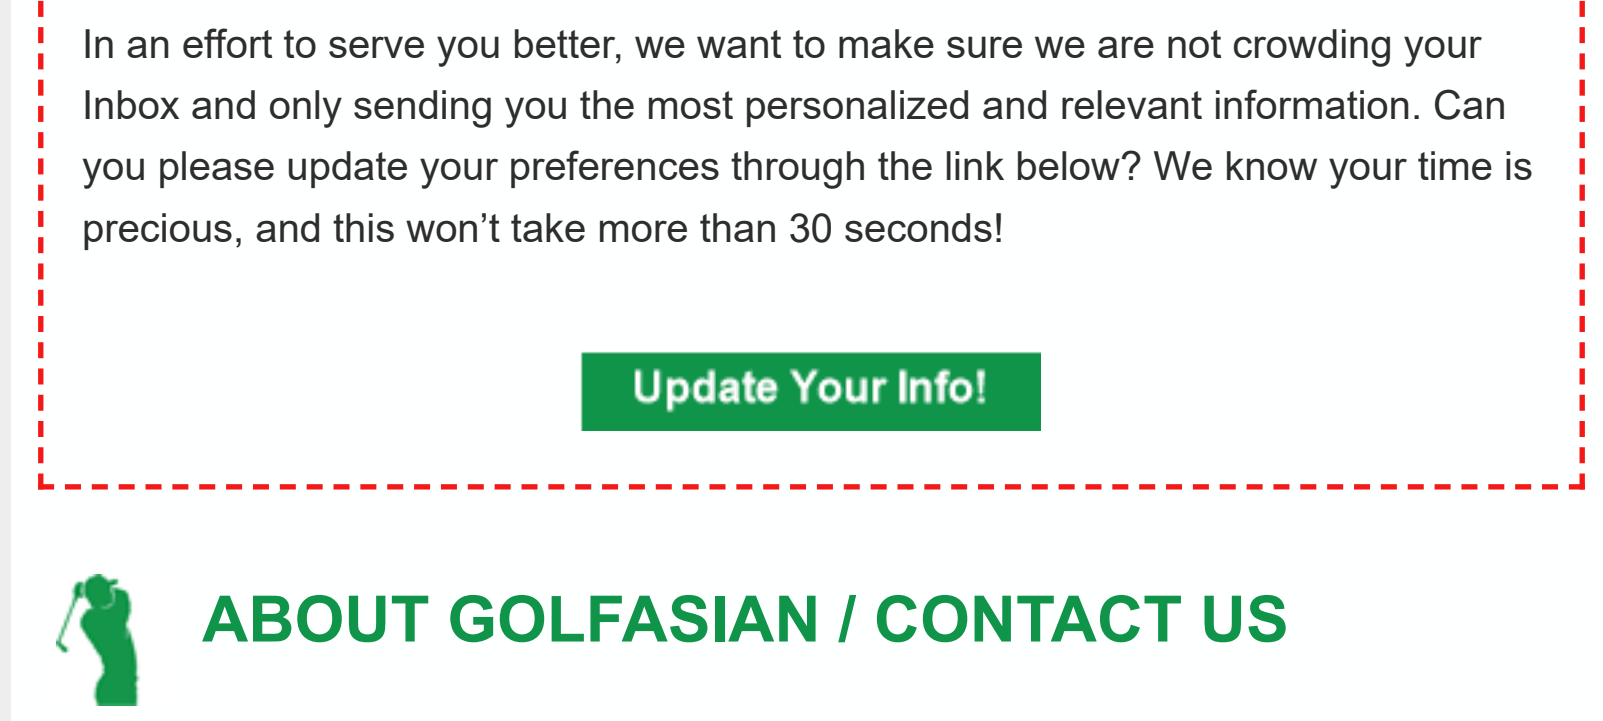 In an effort to serve you better, we want to make sure we are not crowding your
Inbox and only sending you the most personalized and relevant information. Can
you please update your preferences through the link below? We know your time is
precious, and this won’t take more than 30 seconds!
Update Your Info!
ABOUT GOLFASIAN / CONTACT US